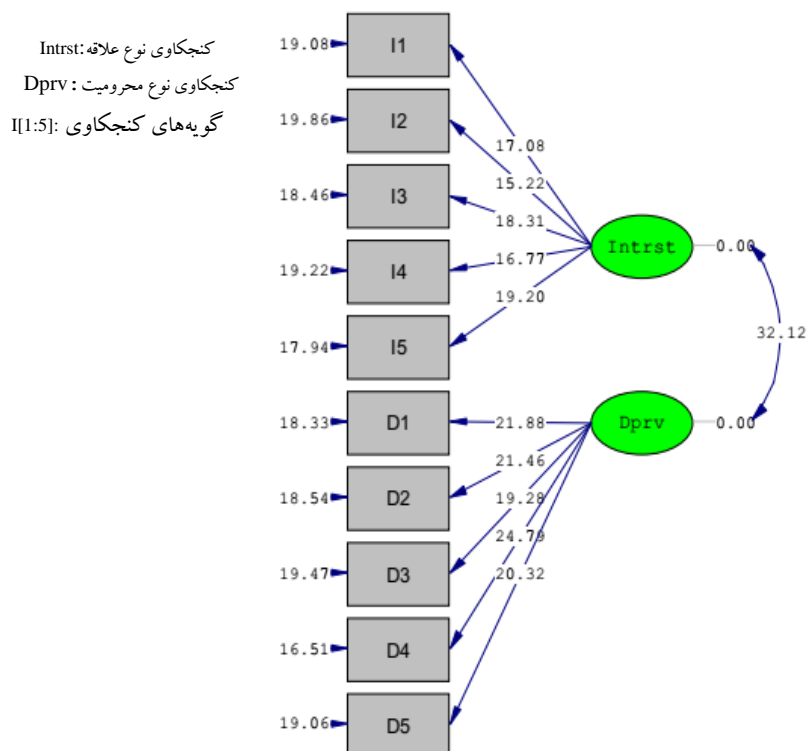 کنجکاوی نوع علاقه:Intrst
کنجکاوی نوع محرومیت : Dprv
گویه‌های کنجکاوی :I[1:5]
19.08 I1
19.86 I2
18.46 I3
19.22 I4
17.94 I5
18.33 D1
18.54 D2
19.47 D3
16.51 D4
19.06 D5
17.08
15.22
18.31
16.77
19.20
21.88
21.46
19.28
24.79
20.32
Intrst 0.00
32.12
Dprv 0.00